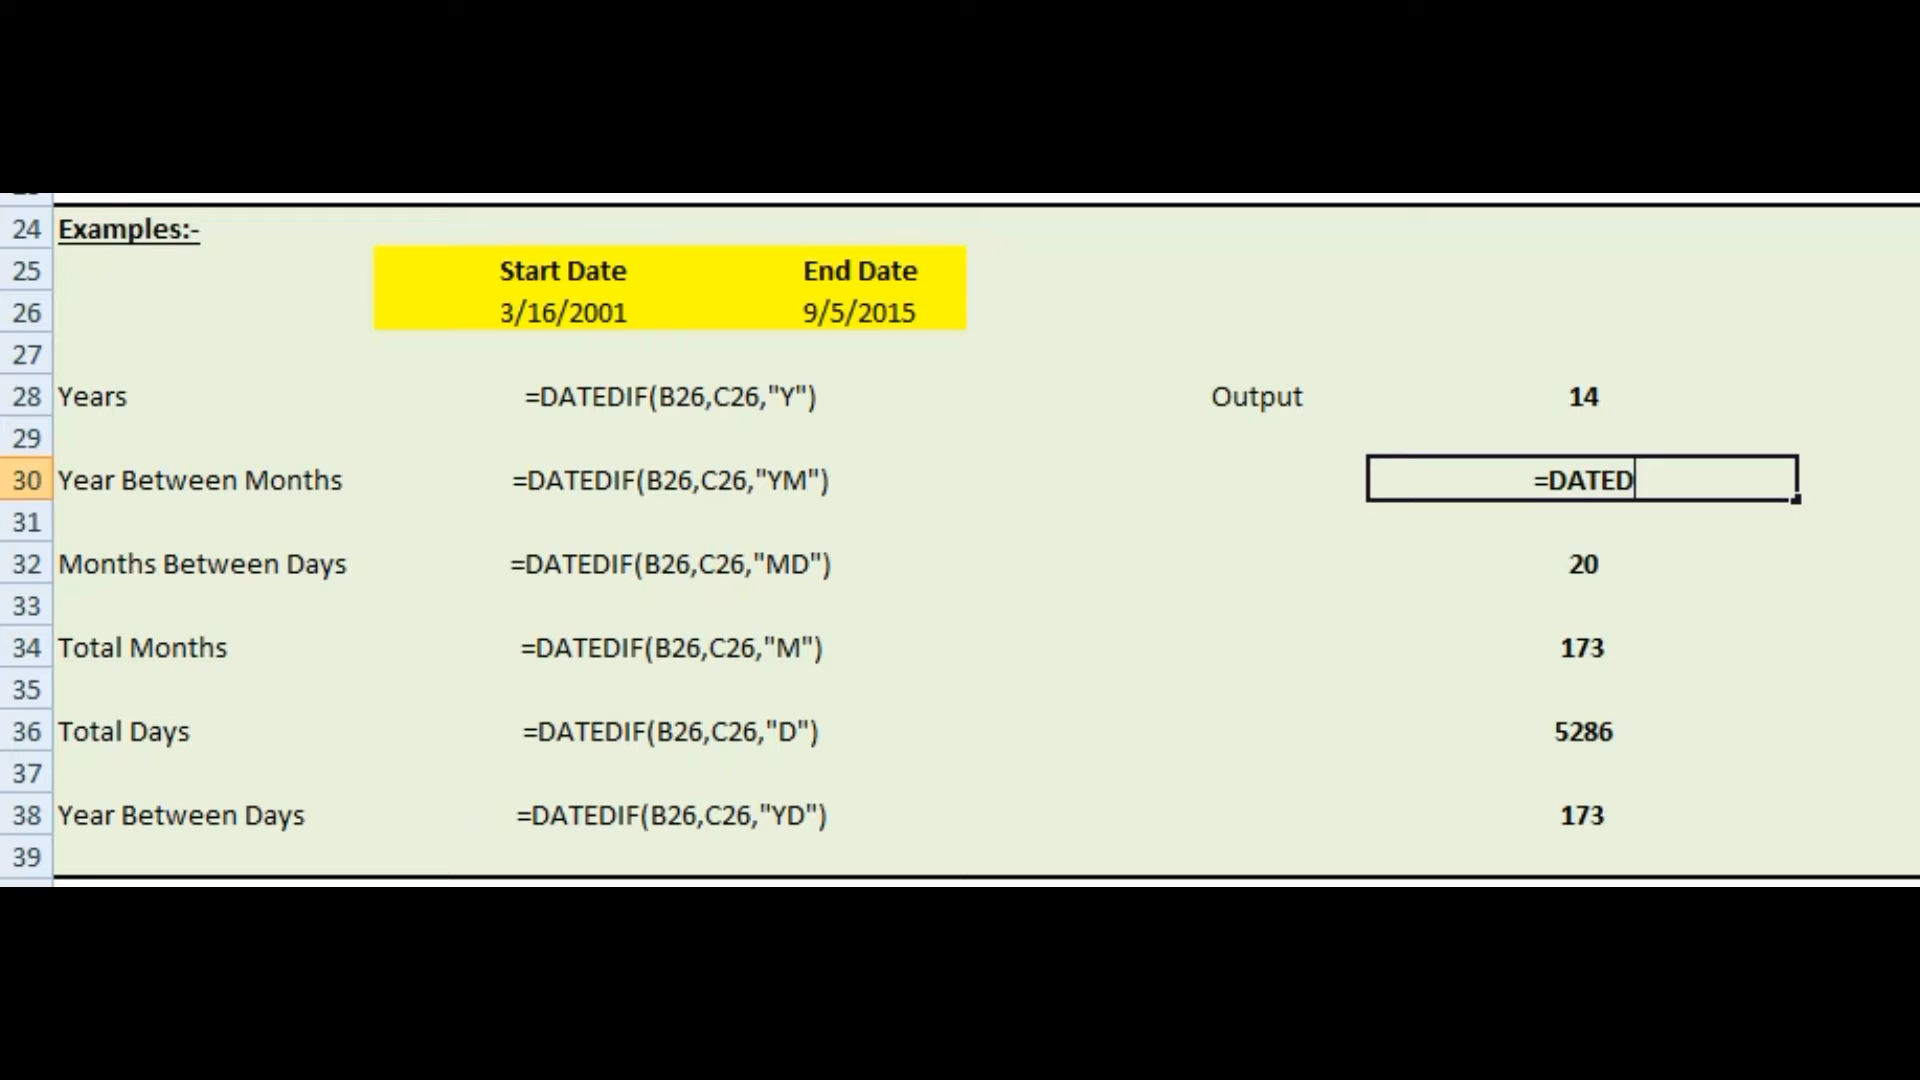 24 Examples:-
25 Start Date End Date
26 3/16/2001 9/5/2015
27
28 Years =DATEDIF(B26,C26,"Y") Output 14
29
30 Year Between Months =DATEDIF(B26,C26,"YM") =DATED
31
32 Months Between Days =DATEDIF(B26,C26,"MD") 20
33
34 Total Months =DATEDIF(B26,C26,"M") 173
35
36 Total Days =DATEDIF(B26,C26,"D") 5286
37
38 Year Between Days =DATEDIF(B26,C26,"YD") 173
39